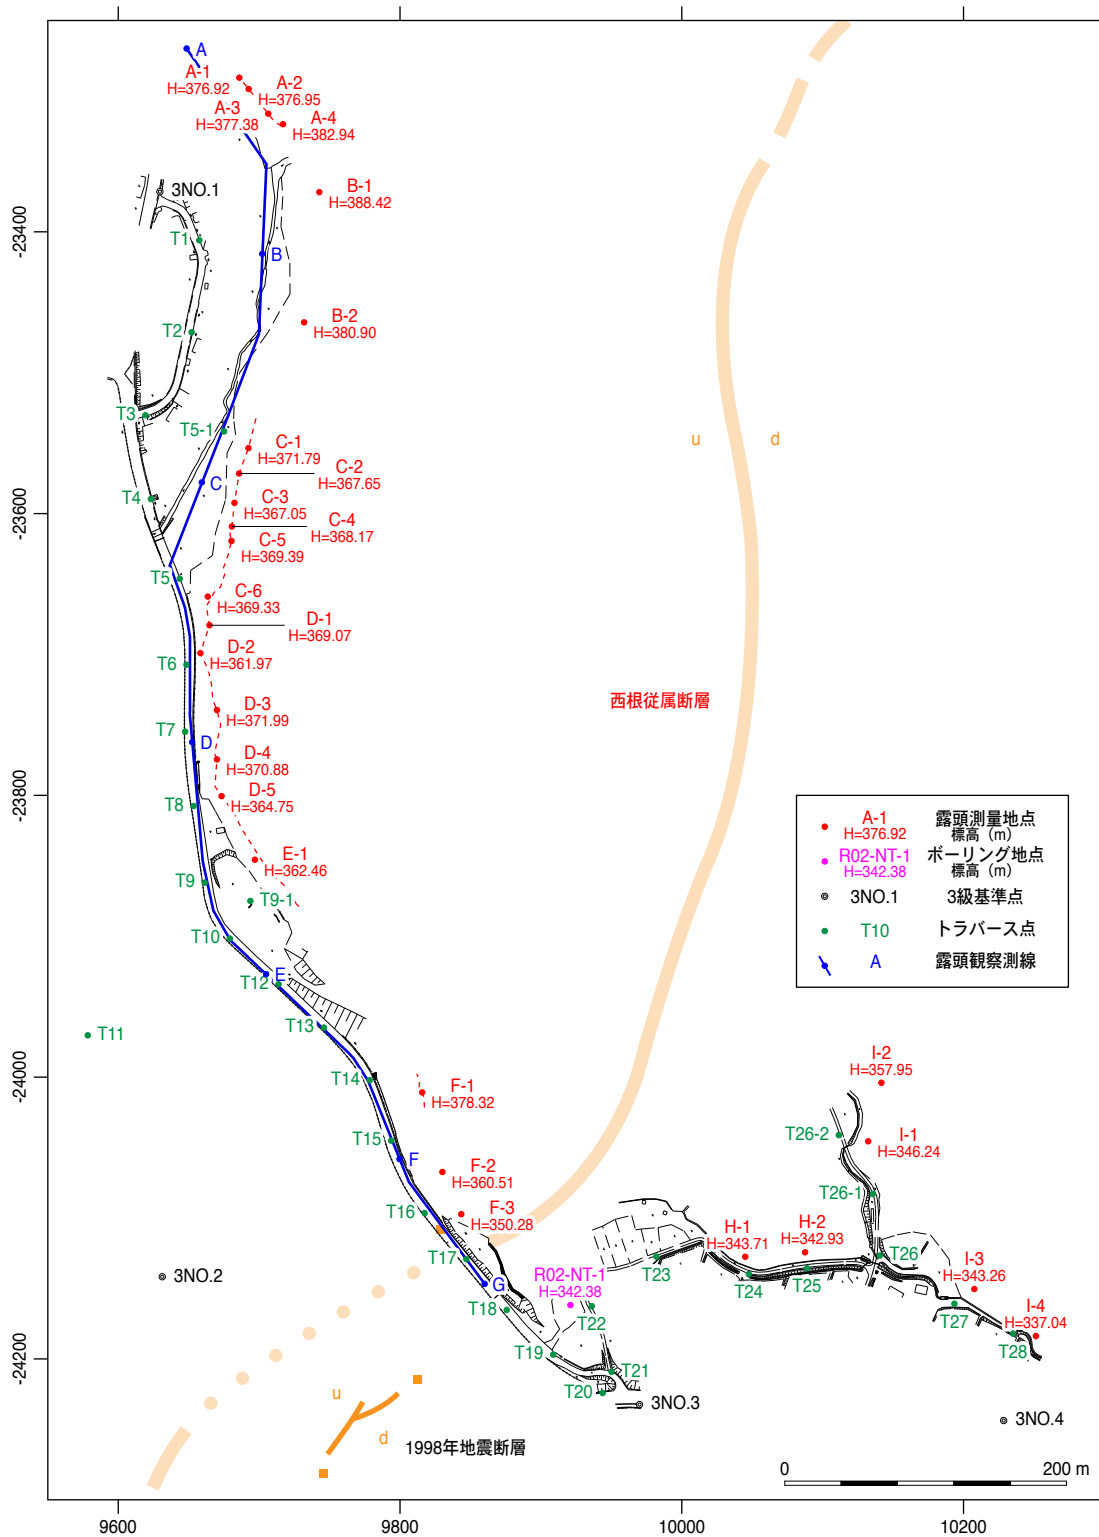 A
A-1
H=376.92
A-2
H=376.95
A-3
H=377.38
A-4
H=382.94
3NO.1
B-1
H=388.42
-23400
T1
B
T2
B-2
H=380.90
T3
T5-1
u
d
C-1
H=371.79
C-2
H=367.65
C
T4
C-3
H=367.05
C-4
H=368.17
-23600
C-5
H=369.39
T5
C-6
H=369.33
D-1
H=369.07
T6
D-2
H=361.97
西根従属断層
D-3
H=371.99
T7
D
D-4
H=370.88
D-5
H=364.75
-23800
T8
A-1
H=376.92
露頭測量地点
標高（m）
R02-NT-1
H=342.38
ボーリング地点
標高（m）
3NO.1
3級基準点
T10
トラバース点
A
露頭観察測線
E-1
H=362.46
T9
T9-1
T10
E
T12
T13
T11
-24000
T14
I-2
H=357.95
F-1
H=378.32
T15
T26-2
I-1
H=346.24
F
F-2
H=360.51
T26-1
T16
F-3
H=350.28
H-1
H=343.71
H-2
H=342.93
T17
T23
T26
3NO.2
R02-NT-1
H=342.38
T24
T25
I-3
H=343.26
G
T18
T22
T27
I-4
H=337.04
T28
-24200
T19
T21
T20
3NO.3
u
3NO.4
d
1998年地震断層
0
200 m
9600
9800
10000
10200